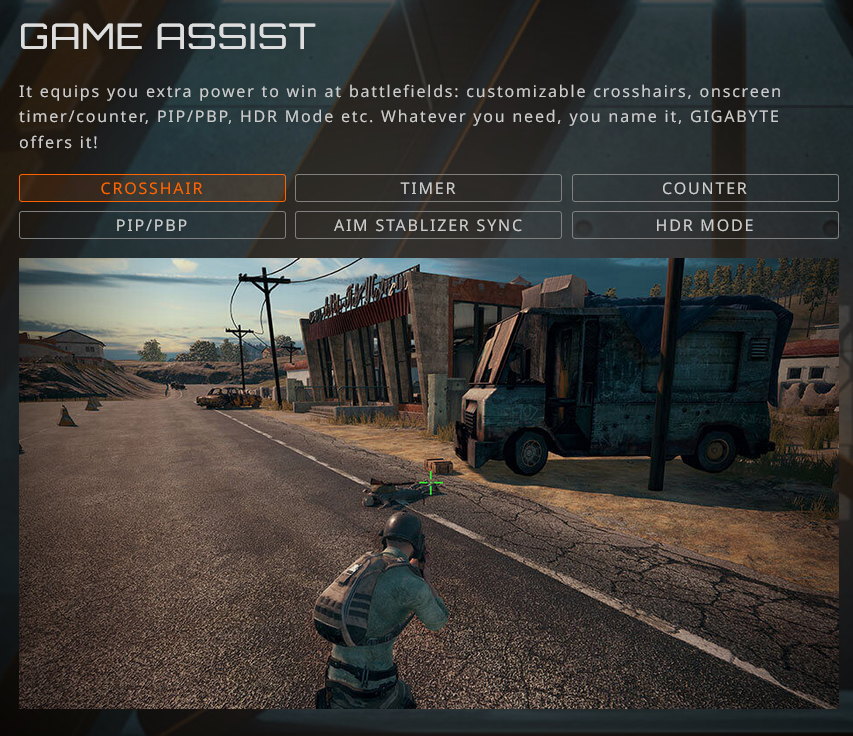 GAME ASSIST
It equips you extra power to win at battlefields: customizable crosshairs, onscreen
timer/counter, PIP/PBP, HDR Mode etc. Whatever you need, you name it, GIGABYTE
offers it!
CROSSHAIR
TIMER
COUNTER
PIP/PBP
AIM STABLIZER SYNC
HDR MODE